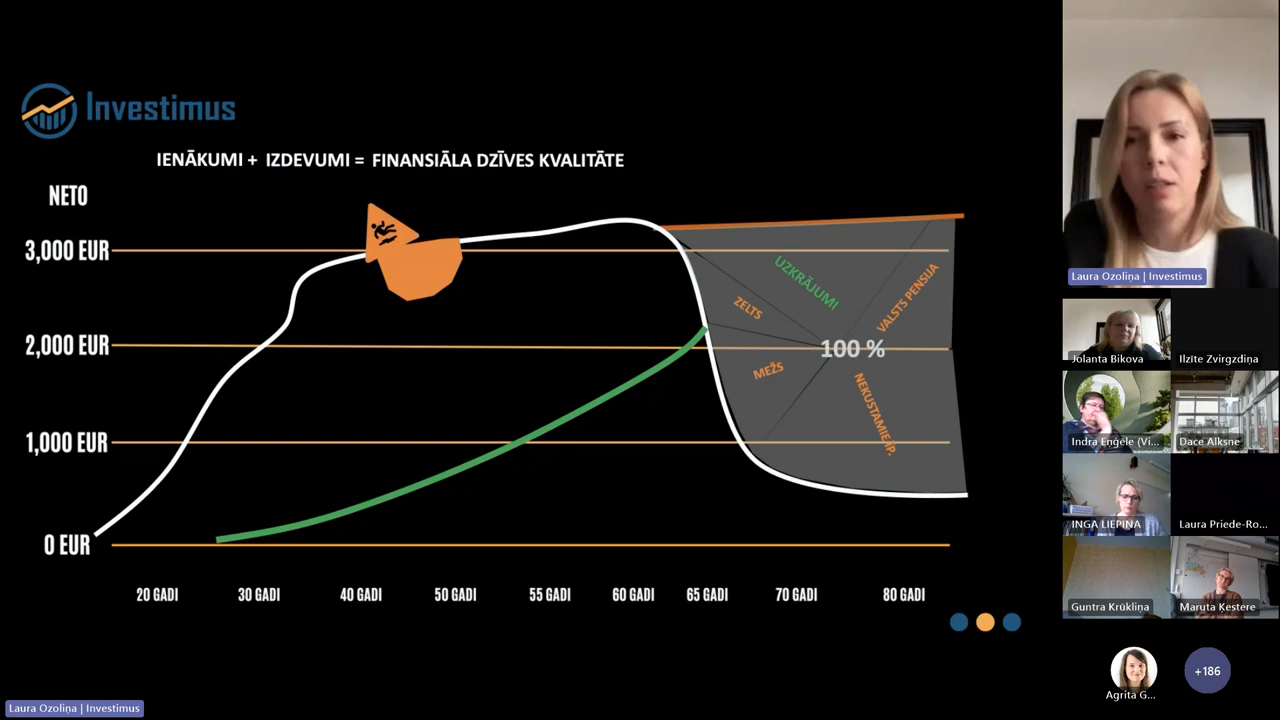 Investimus
IENĀKUMI + IZDEVUMI = FINANSIĀLA DZĪVES KVALITĀTE
NETO
3,000 EUR
2,000 EUR
1,000 EUR
0 EUR
UZKRĀJUMI
VALSTS PENSIJA
ZELTS
100 %
MEŽS
NEKUSTAMIE ĪP.
20 GADI
30 GADI
40 GADI
50 GADI
55 GADI
60 GADI
65 GADI
70 GADI
80 GADI
Laura Ozoliņa | Investimus
Laura Ozoliņa | Investimus
Jolanta Bikova
Ilzīte Zvirgzdiņa
Indra Eņģēle (Vi...
Dace Alksne
INGA LIEPIŅA
Laura Priede-Ro...
Guntra Krūkliņa
Maruta Ķestere
Agrita G...
+186